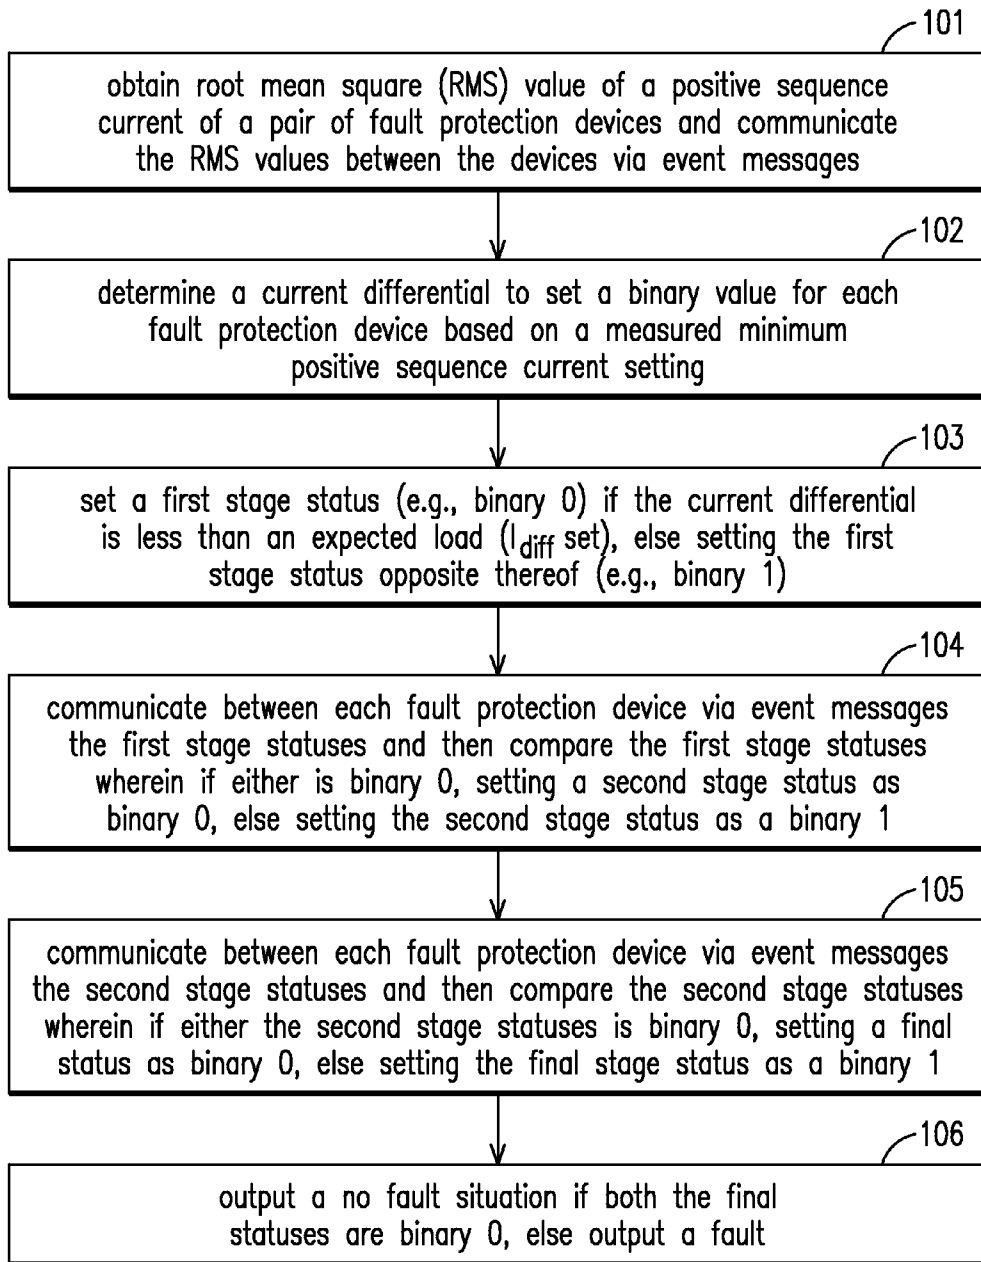 101
obtain root mean square (RMS) value of a positive sequence
current of a pair of fault protection devices and communicate
the RMS values between the devices via event messages
102
determine a current differential to set a binary value for each
fault protection device based on a measured minimum
positive sequence current setting
103
set a first stage status (e.g., binary 0) if the current differential
is less than an expected load (I diff set), else setting the first
stage status opposite thereof (e.g., binary 1)
104
communicate between each fault protection device via event messages
the first stage statuses and then compare the first stage statuses
wherein if either is binary 0, setting a second stage status as
binary 0, else setting the second stage status as a binary 1
105
communicate between each fault protection device via event messages
the second stage statuses and then compare the second stage statuses
wherein if either the second stage statuses is binary 0, setting a final
status as binary 0, else setting the final stage status as a binary 1
106
output a no fault situation if both the final
statuses are binary 0, else output a fault